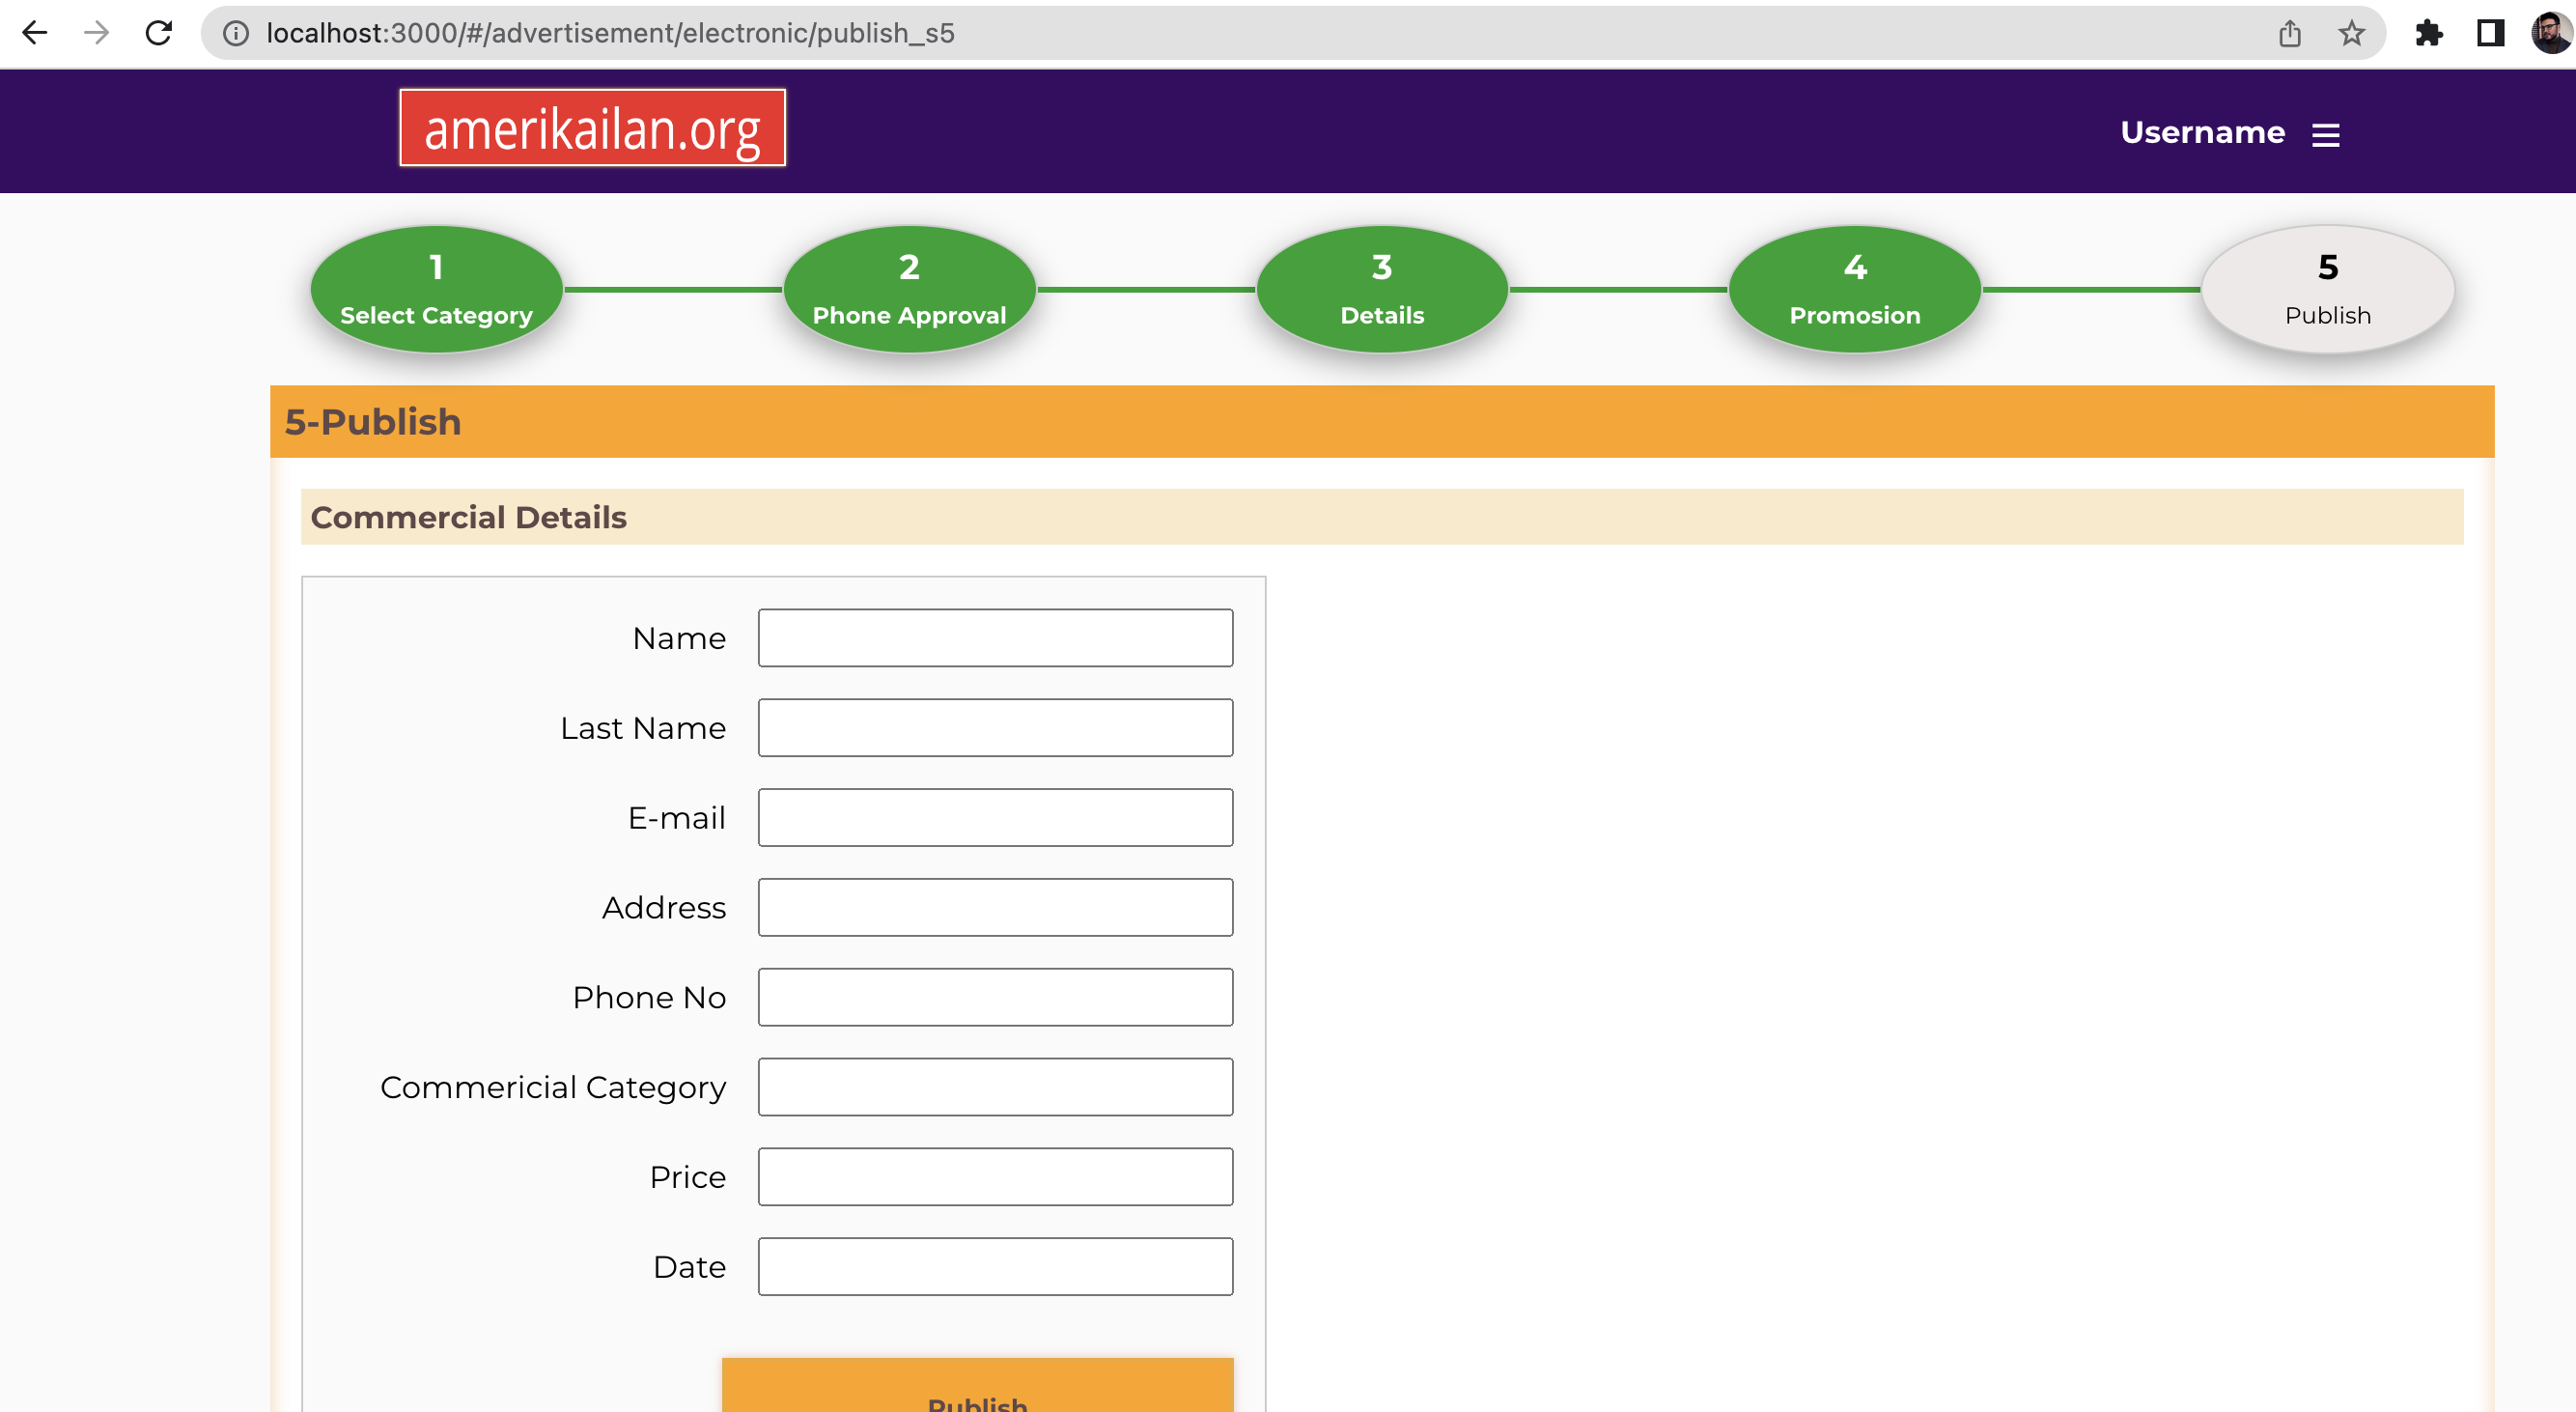 localhost:3000/#/advertisement/electronic/publish_s5
amerikailan.org
Username
1
Select Category
2
Phone Approval
3
Details
4
Promosion
5
Publish
5-Publish
Commercial Details
Name
Last Name
E-mail
Address
Phone No
Commericial Category
Price
Date
Publish